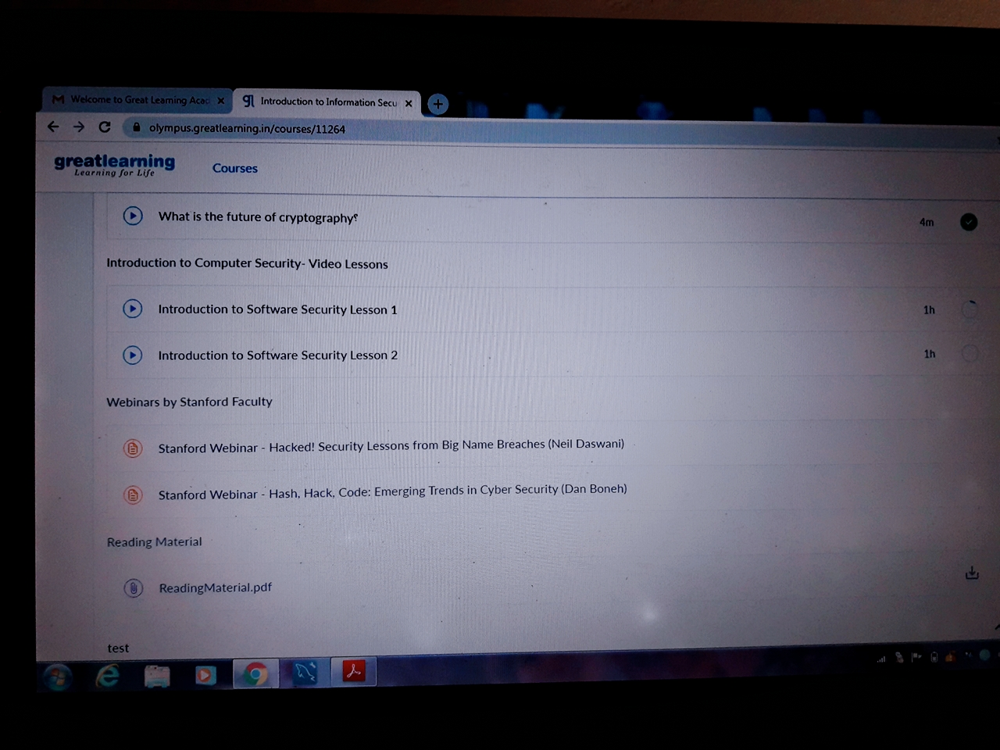 Welcome to Great Learning Acad
gl Introduction to Information Secu
olympus.greatlearning.in/courses/11264
greatlearning
Learning for Life
Courses
What is the future of cryptography?
4m
Introduction to Computer Security- Video Lessons
Introduction to Software Security Lesson 1
1h
Introduction to Software Security Lesson 2
1h
Webinars by Stanford Faculty
Stanford Webinar - Hacked! Security Lessons from Big Name Breaches (Neil Daswani)
Stanford Webinar - Hash, Hack, Code: Emerging Trends in Cyber Security (Dan Boneh)
Reading Material
ReadingMaterial.pdf
test